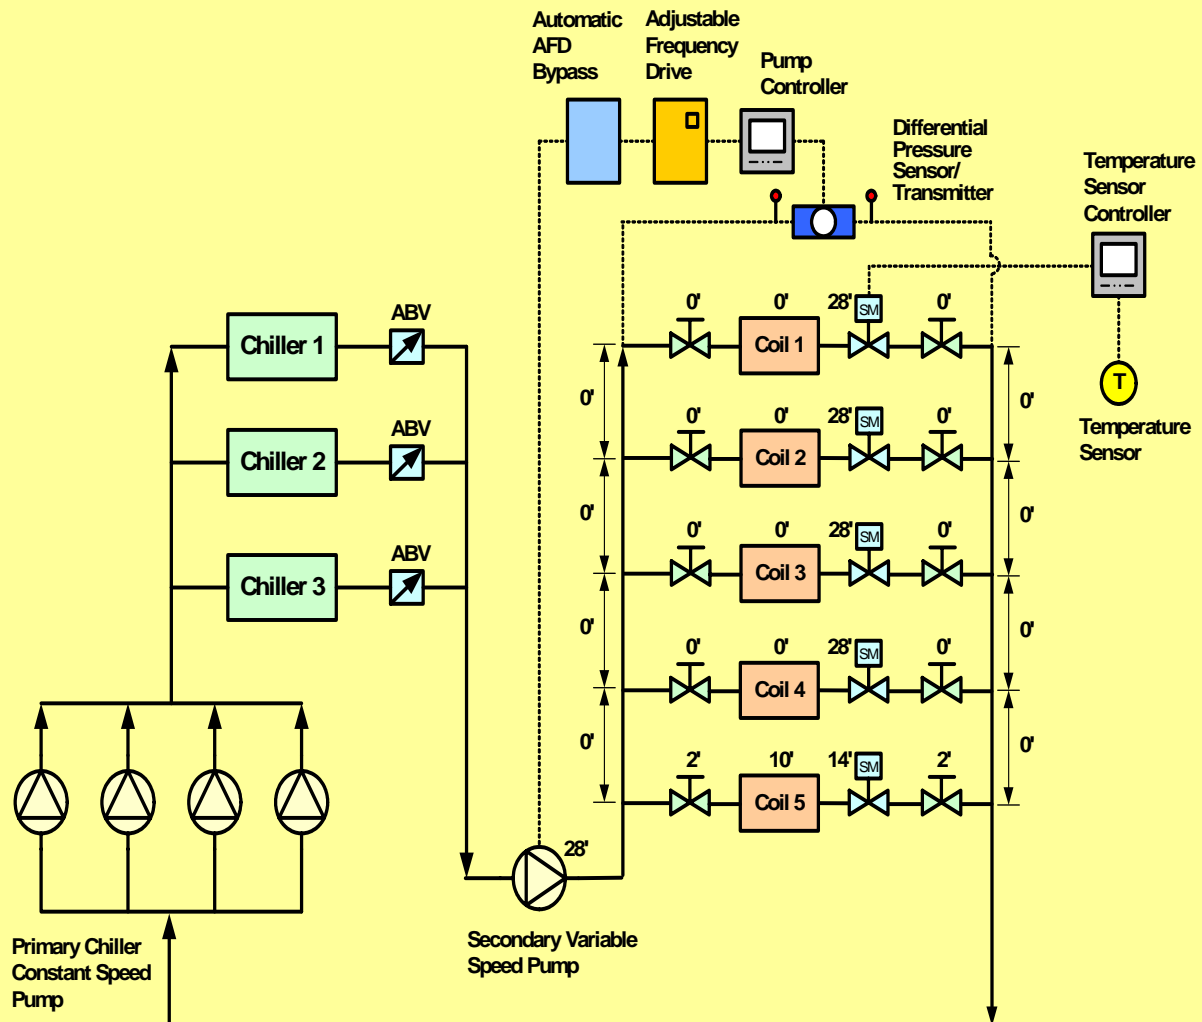 Automatic
AFD
Bypass
Adjustable
Frequency
Drive
Pump
Controller
Differential
Pressure
Sensor/
Transmitter
Temperature
Sensor
Controller
T
Temperature
Sensor
Chiller 1
ABV
Chiller 2
ABV
Chiller 3
ABV
0'
0'
28'
SM
0'
Coil 1
0'
0'
0'
0'
28'
SM
0'
Coil 2
0'
0'
0'
0'
28'
SM
0'
Coil 3
0'
0'
0'
0'
28'
SM
0'
Coil 4
0'
0'
2'
10'
14'
SM
2'
Coil 5
28'
Primary Chiller
Constant Speed
Pump
Secondary Variable
Speed Pump